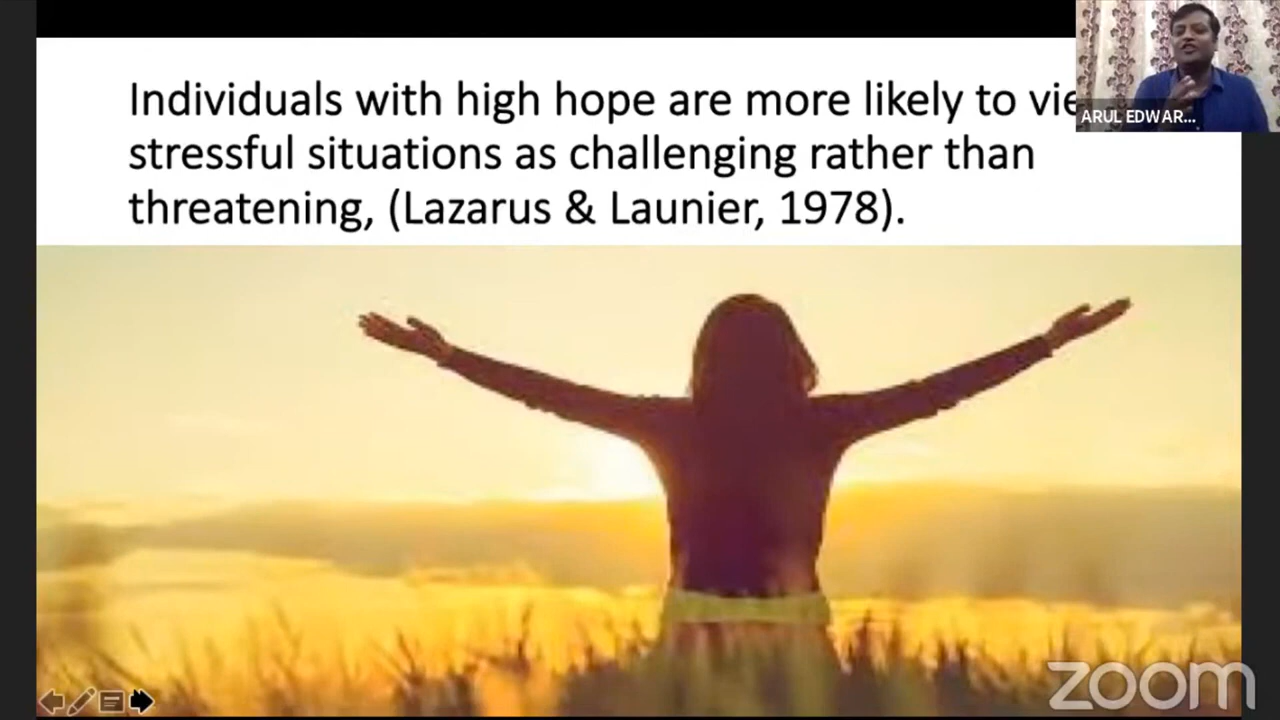 Individuals with high hope are more likely to vie
stressful situations as challenging rather than
threatening, (Lazarus & Launier, 1978).
ARUL EDWAR...
zoom